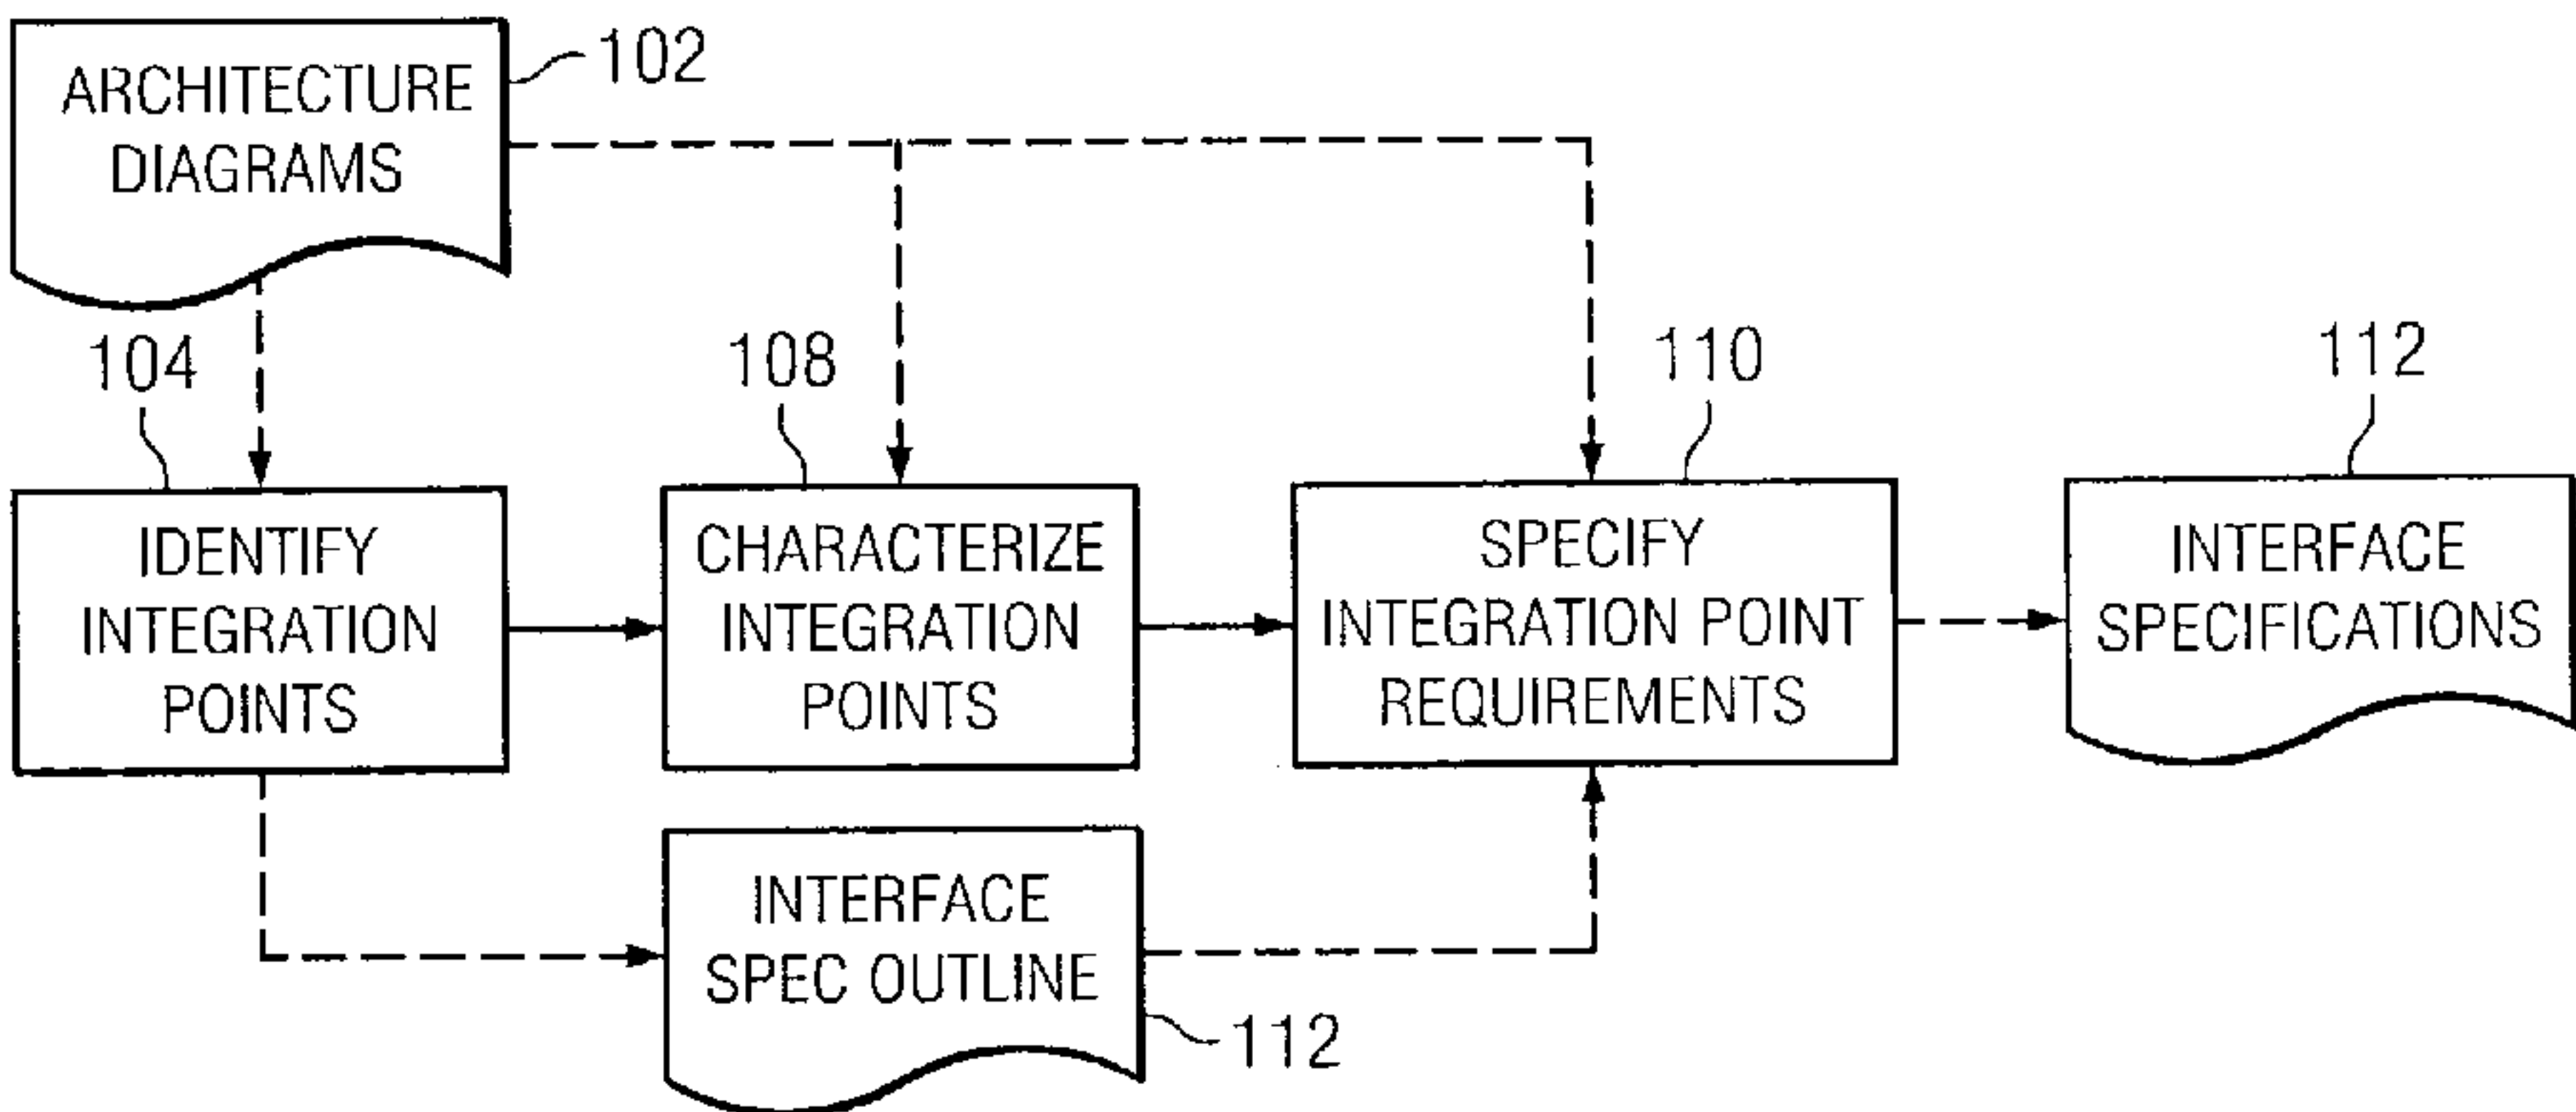 ARCHITECTURE
DIAGRAMS
102
104
IDENTIFY
INTEGRATION
POINTS
108
CHARACTERIZE
INTEGRATION
POINTS
110
SPECIFY
INTEGRATION POINT
REQUIREMENTS
112
INTERFACE
SPECIFICATIONS
INTERFACE
SPEC OUTLINE
112